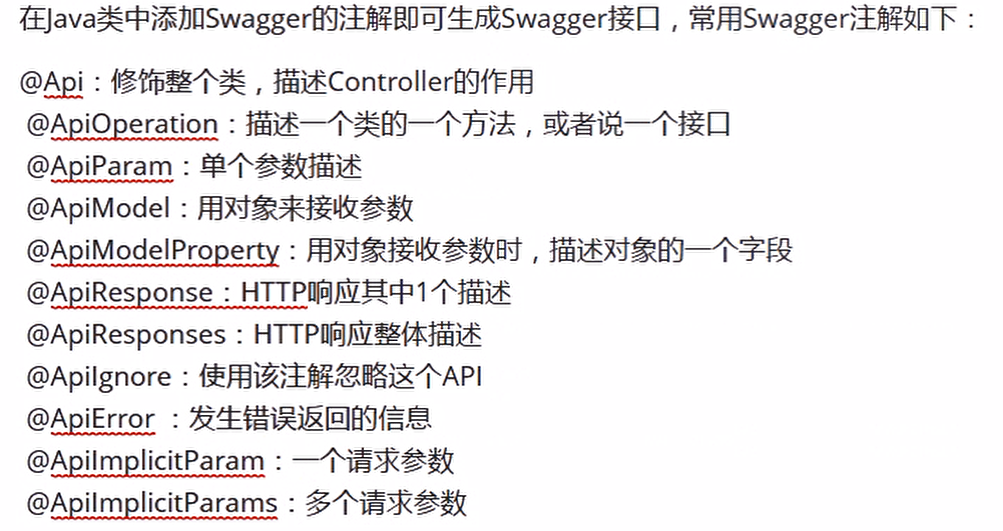 在Java类中添加Swagger的注解即可生成Swagger接口，常用Swagger注解如下：
@Api：修饰整个类，描述Controller的作用
@ApiOperation：描述一个类的一个方法，或者说一个接口
@ApiParam：单个参数描述
@ApiModel：用对象来接收参数
@ApiModelProperty：用对象接收参数时，描述对象的一个字段
@ApiResponse：HTTP响应其中1个描述
@ApiResponses：HTTP响应整体描述
@ApiIgnore：使用该注解忽略这个API
@ApiError ：发生错误返回的信息
@ApiImplicitParam：一个请求参数
@ApiImplicitParams：多个请求参数